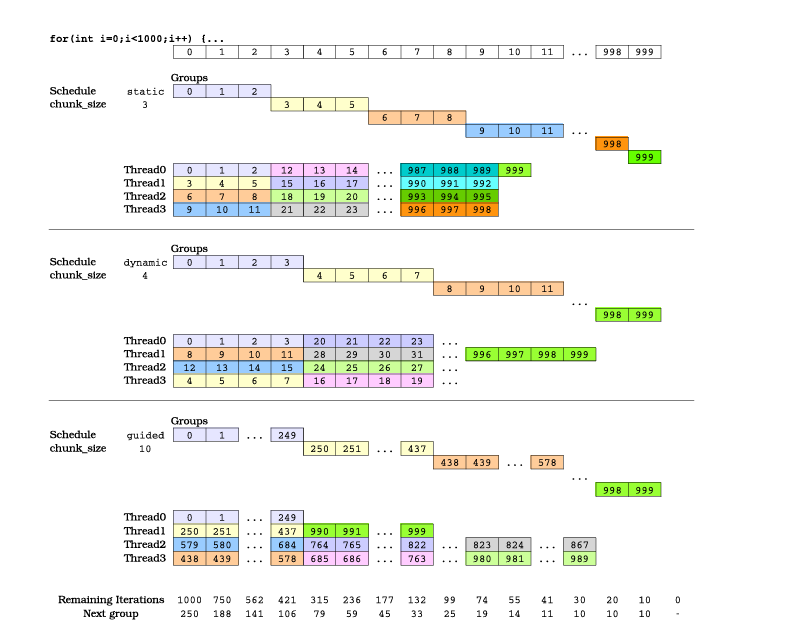 for(int i=0;i<1000;i++) {...
0 1 2 3 4 5 6 7 8 9 10 11 ... 998 999
Groups
Schedule static 0 1 2
chunk_size 3 3 4 5
6 7 8
9 10 11 ...
998
999
Thread0 0 1 2 12 13 14 ... 987 988 989 999
Thread1 3 4 5 15 16 17 ... 990 991 992
Thread2 6 7 8 18 19 20 ... 993 994 995
Thread3 9 10 11 21 22 23 ... 996 997 998
Groups
Schedule dynamic 0 1 2 3
chunk_size 4 4 5 6 7
8 9 10 11
...
998 999
Thread0 0 1 2 3 20 21 22 23 ...
Thread1 8 9 10 11 28 29 30 31 ... 996 997 998 999
Thread2 12 13 14 15 24 25 26 27 ...
Thread3 4 5 6 7 16 17 18 19 ...
Groups
Schedule guided 0 1 ... 249
chunk_size 10 250 251 ... 437
438 439 ... 578
...
998 999
Thread0 0 1 ... 249
Thread1 250 251 ... 437 990 991 ... 999
Thread2 579 580 ... 684 764 765 ... 822 ... 823 824 ... 867
Thread3 438 439 ... 578 685 686 ... 763 ... 980 981 ... 989
Remaining Iterations 1000 750 562 421 315 236 177 132 99 74 55 41 30 20 10 0
Next group 250 188 141 106 79 59 45 33 25 19 14 11 10 10 10 -